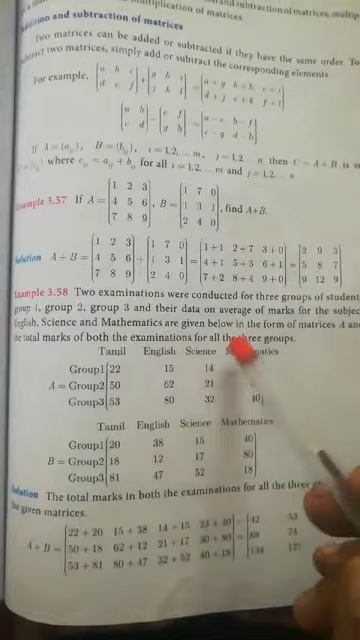 multiplication of matrices
and subtraction of matrices, multip
Addition and subtraction of matrices
Two matrices can be added or subtracted if they have the same order. To
subtract two matrices, simply add or subtract the corresponding elements
For example, [a b c / d e f] + [g h i / j k l] = [a+g b+h c+i / d+j e+k f+l]
[a b / c d] - [e f / g h] = [a-e b-f / c-g d-h]
If A = (aij), B = (bij), i = 1,2,... m, j = 1,2, n then C = A + B is su
where cij = aij + bij for all i = 1,2,... m and j = 1,2, ... n
Example 3.57 If A = [1 2 3 / 4 5 6 / 7 8 9], B = [1 7 0 / 1 3 1 / 2 4 0], find A+B.
Solution A + B = [1 2 3 / 4 5 6 / 7 8 9] + [1 7 0 / 1 3 1 / 2 4 0] = [1+1 2+7 3+0 / 4+1 5+3 6+1 / 7+2 8+4 9+0] = [2 9 3 / 5 8 7 / 9 12 9]
Example 3.58 Two examinations were conducted for three groups of student
group 1, group 2, group 3 and their data on average of marks for the subjec
English, Science and Mathematics are given below in the form of matrices A and
the total marks of both the examinations for all the three groups.
Tamil English Science
Group1 22 15 14
A = Group2 50 62 21
Group3 53 80 32 40
Tamil English Science Mathematics
Group1 20 38 15 40
B = Group2 18 12 17 80
Group3 81 47 52 18
Solution The total marks in both the examinations for all the three
the given matrices.
A + B = [22 + 20 15 + 38 14 + 15 23 + 40 / 50 + 18 62 + 12 21 + 17 30 + 80 / 53 + 81 80 + 47 32 + 52 40 + 18] = [42 53 / 68 74 / 134 127